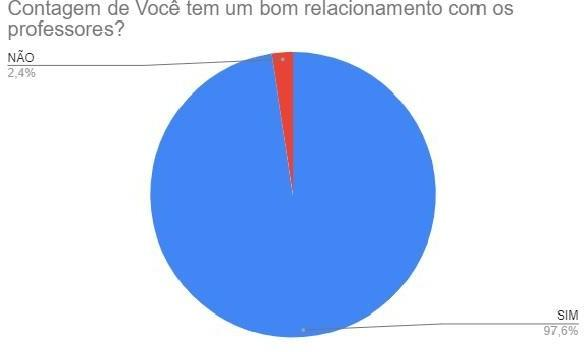 Contagem de Você tem um bom relacionamento com os
professores?
NÃO
2,4%
SIM
97,6%